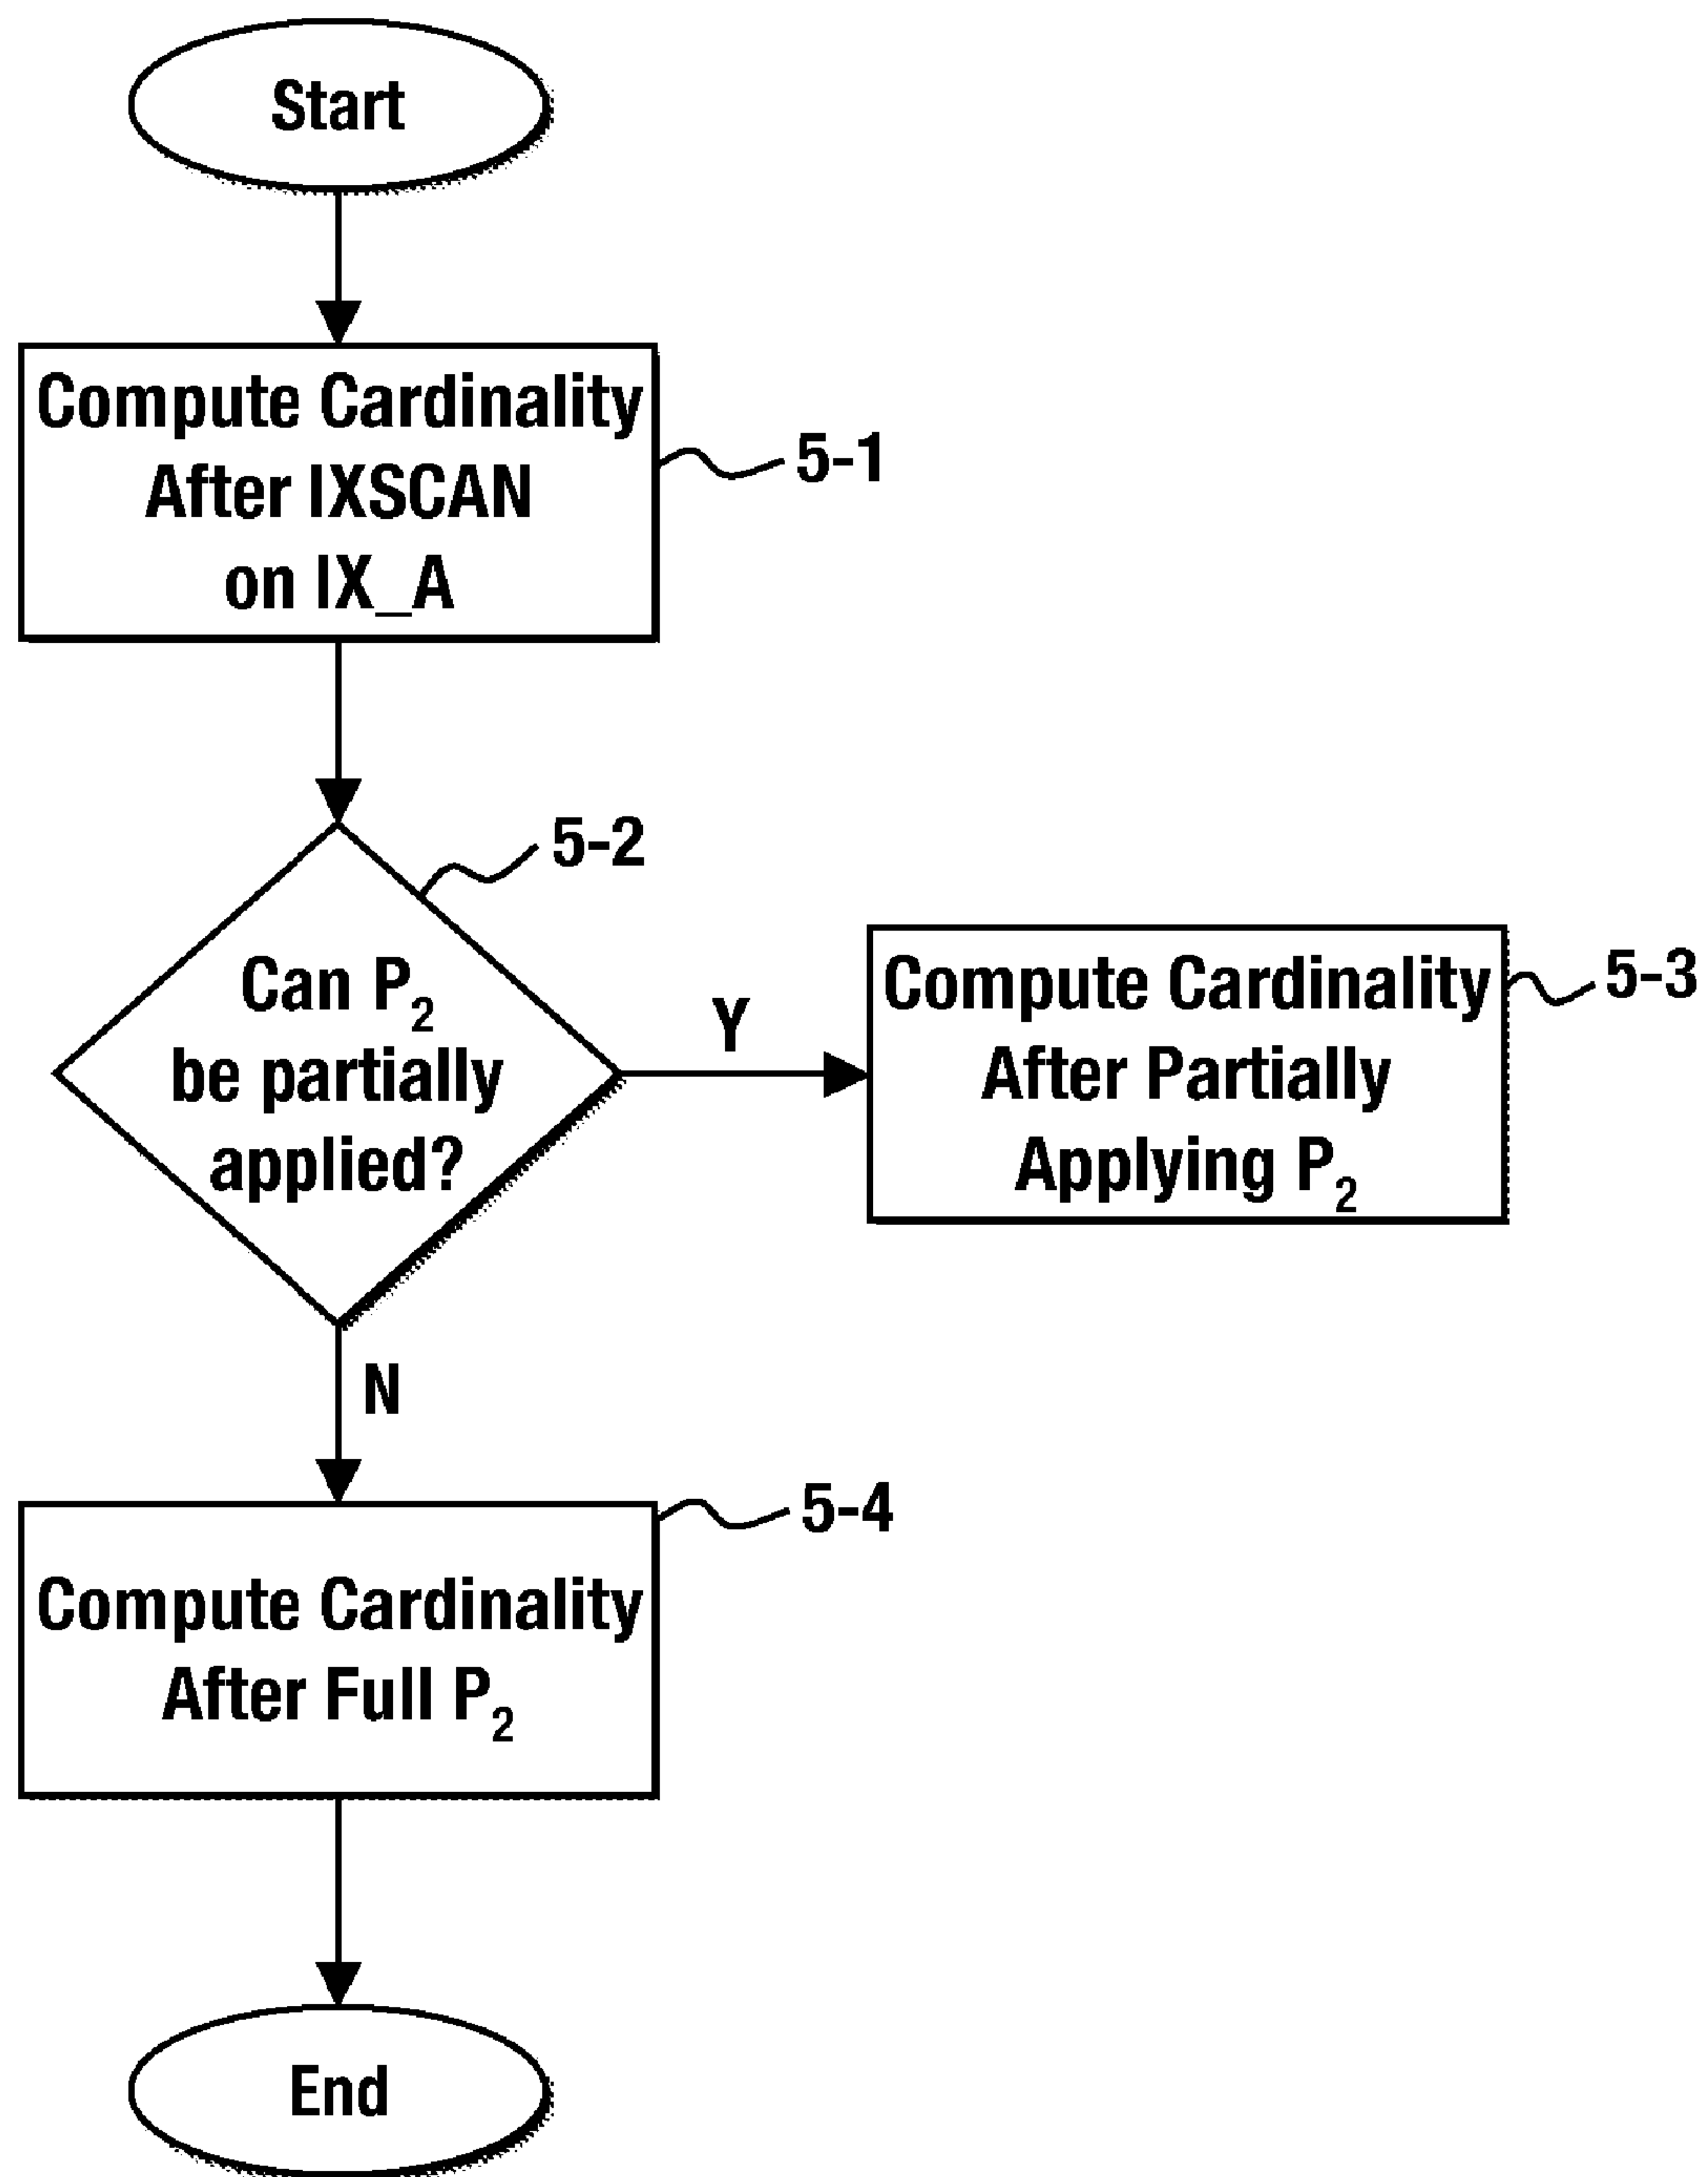 Start
Compute Cardinality
After IXSCAN
on IX_A
5-1
5-2
Can P₂
be partially
applied?
Y
Compute Cardinality
After Partially
Applying P₂
5-3
N
5-4
Compute Cardinality
After Full P₂
End